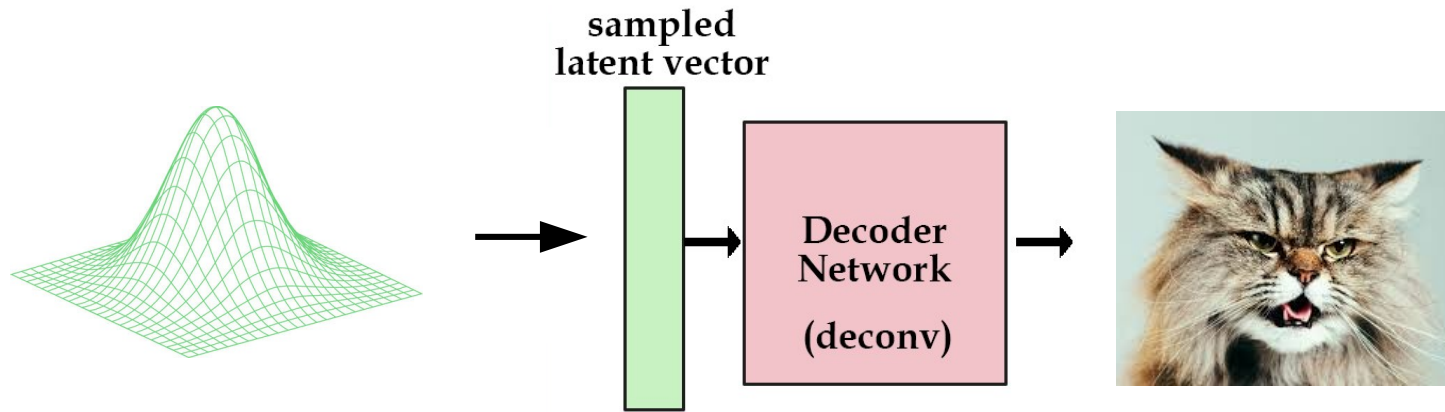 sampled
latent vector
Decoder
Network
(deconv)